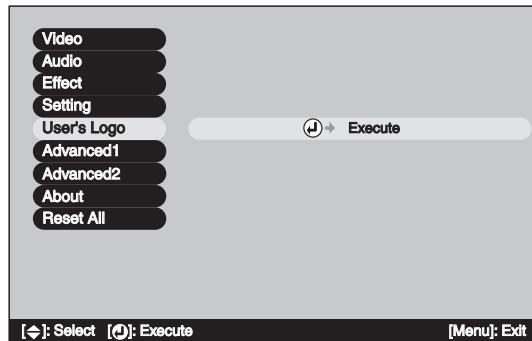 Video
Audio
Effect
Setting
User's Logo
Execute
Advanced1
Advanced2
About
Reset All
[ ]: Select [ ]: Execute [Menu]: Exit